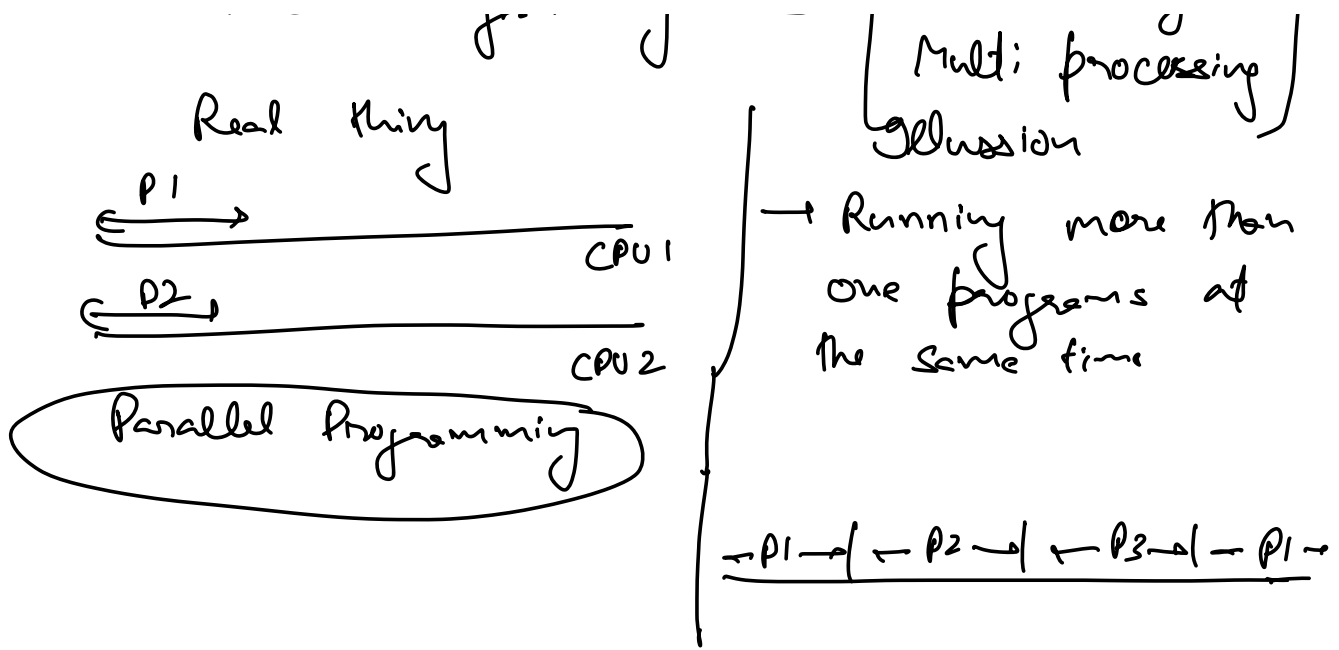 Real thing
P1
CPU1
P2
CPU2
Parallel Programming
Multi processing
→ Running more than
one programs at
the same time
←P1→| ←P2→| ←P3→| ←P1→